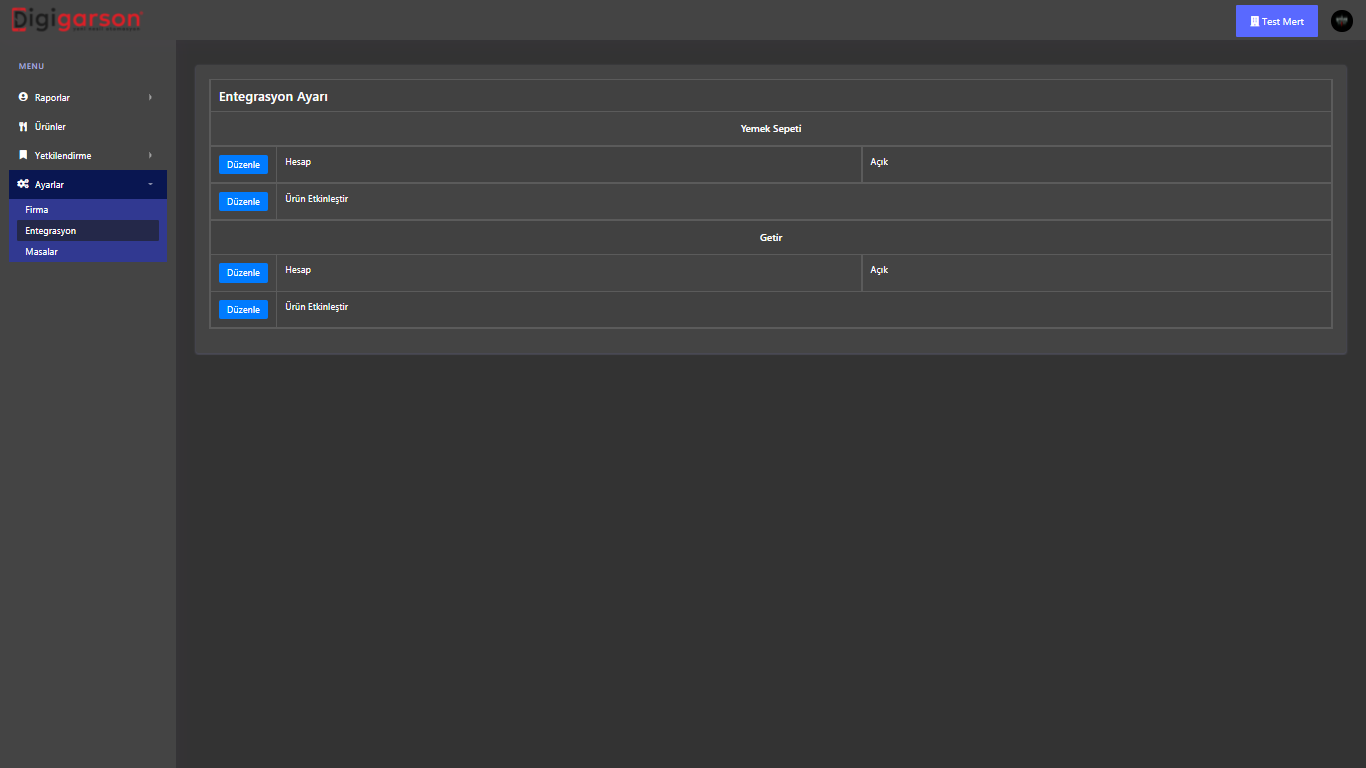 Digigarson
Test Mert
MENU
Raporlar
Ürünler
Yetkilendirme
Ayarlar
Firma
Entegrasyon
Masalar
Entegrasyon Ayarı
Yemek Sepeti
Düzenle Hesap Açık
Düzenle Ürün Etkinleştir
Getir
Düzenle Hesap Açık
Düzenle Ürün Etkinleştir